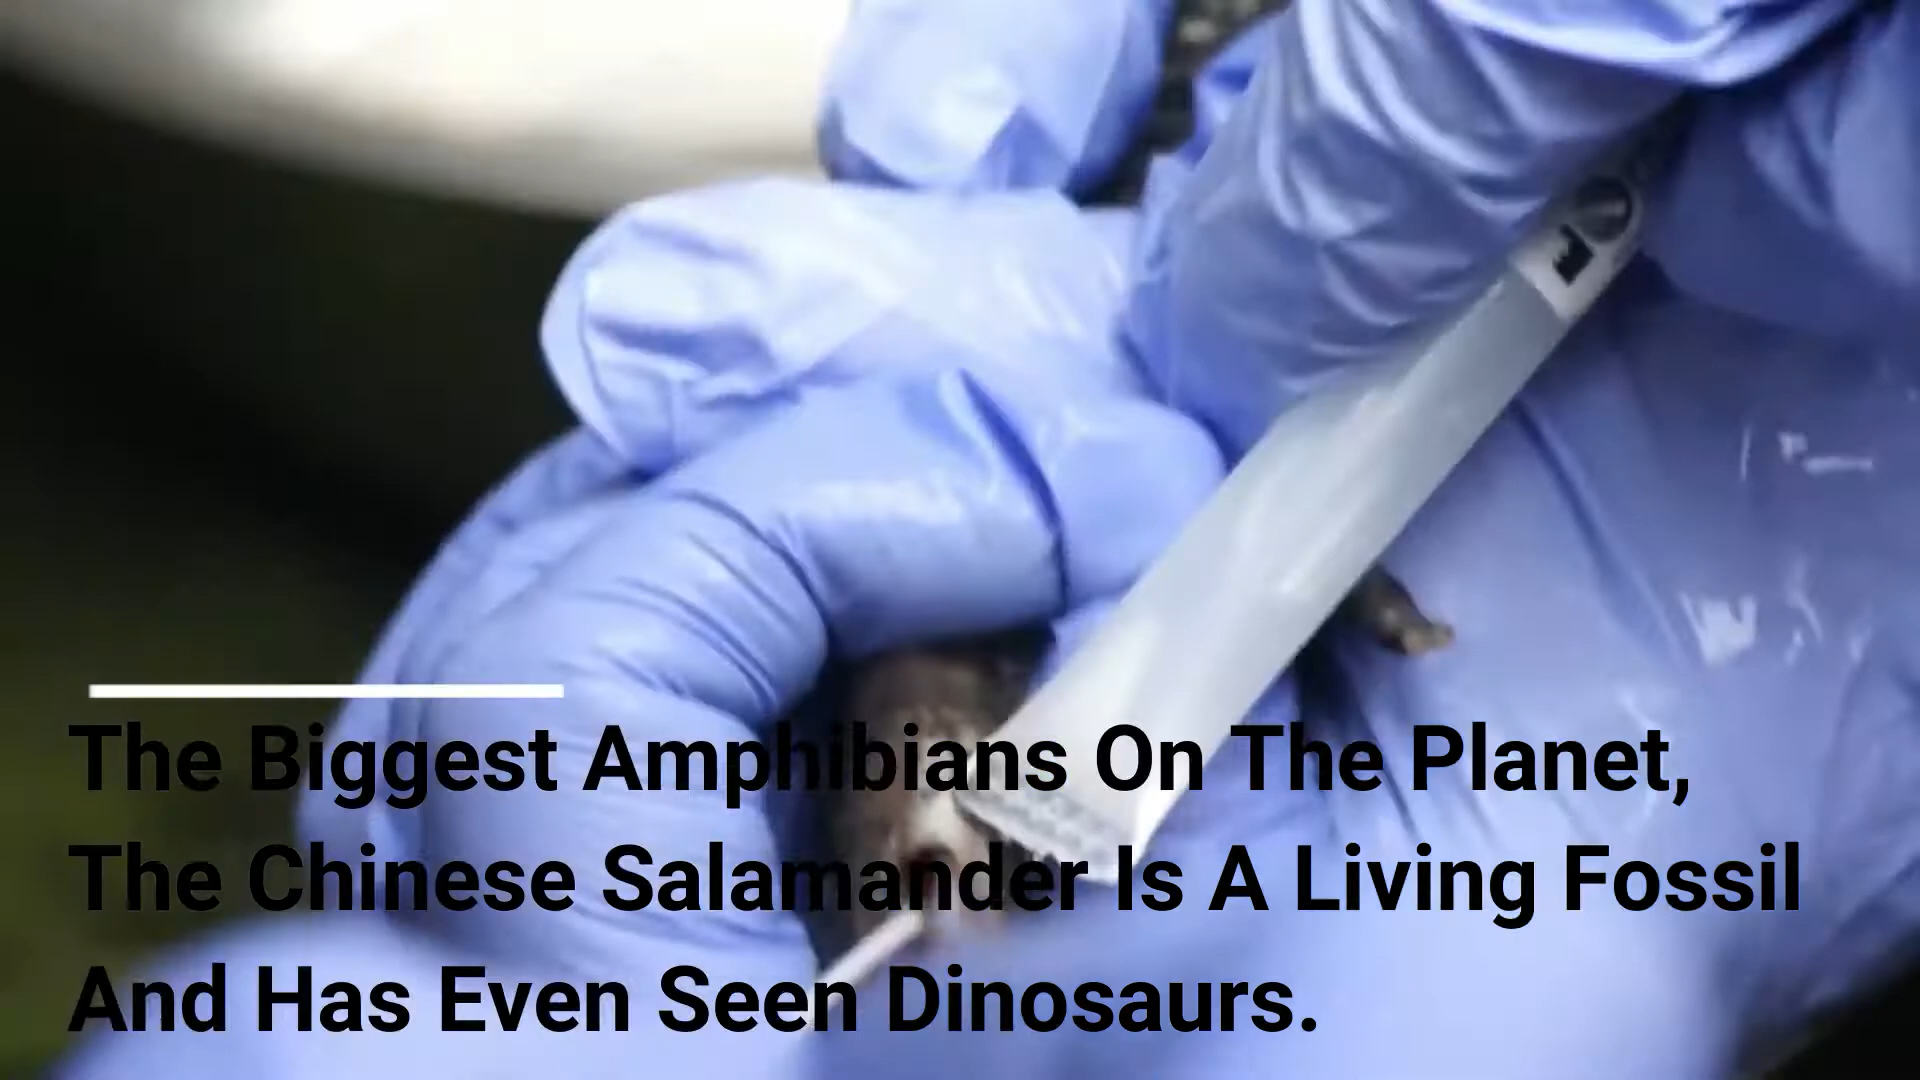 The Biggest Amphibians On The Planet,
The Chinese Salamander Is A Living Fossil
And Has Even Seen Dinosaurs.